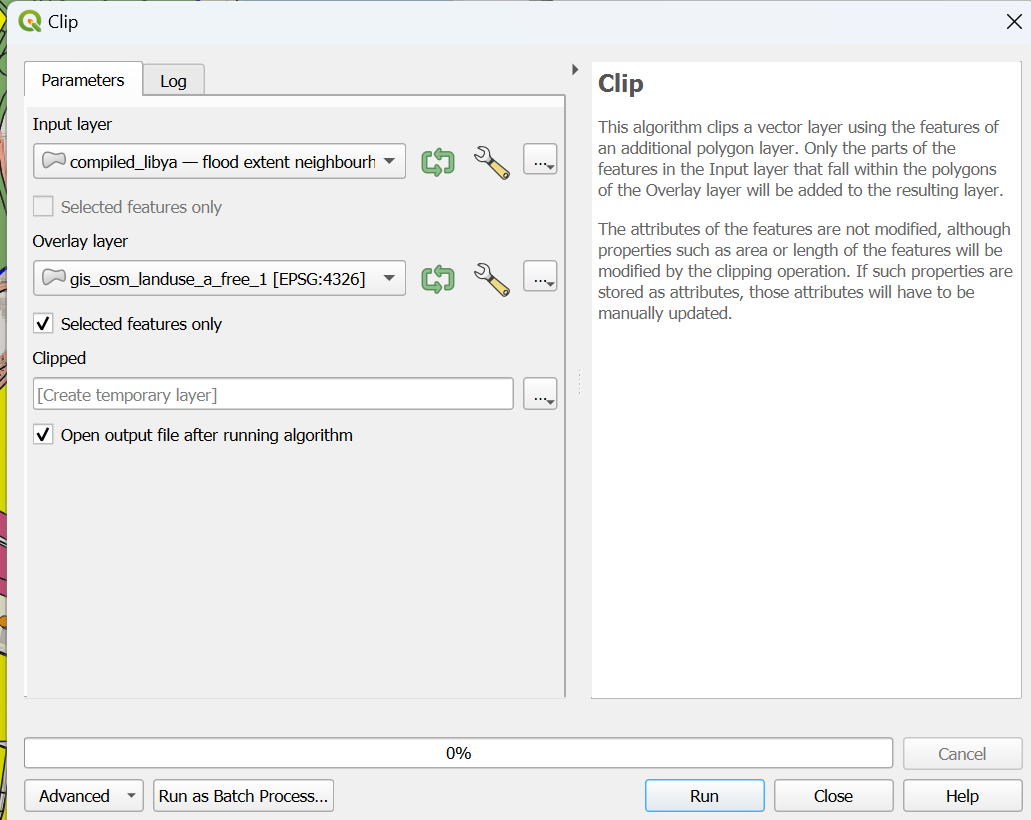 Clip
Parameters
Log
Input layer
compiled_libya — flood extent neighbourh
...
Selected features only
Overlay layer
gis_osm_landuse_a_free_1 [EPSG:4326]
...
Selected features only
Clipped
[Create temporary layer]
...
Open output file after running algorithm
Clip
This algorithm clips a vector layer using the features of
an additional polygon layer. Only the parts of the
features in the Input layer that fall within the polygons
of the Overlay layer will be added to the resulting layer.
The attributes of the features are not modified, although
properties such as area or length of the features will be
modified by the clipping operation. If such properties are
stored as attributes, those attributes will have to be
manually updated.
0%
Cancel
Advanced
Run as Batch Process...
Run
Close
Help